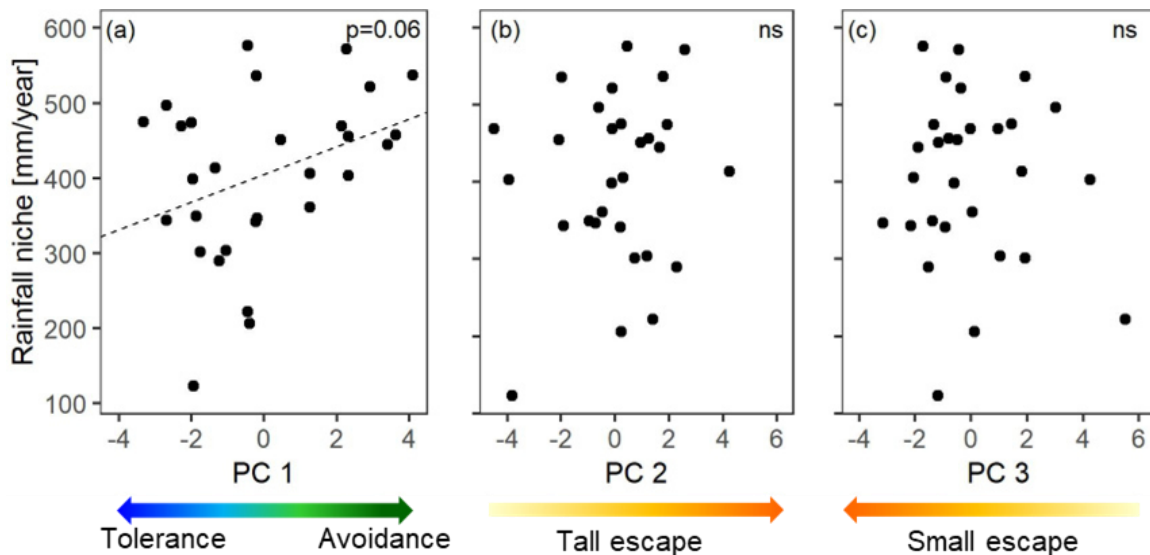 (a) p=0.06
(b) ns
(c) ns
Rainfall niche [mm/year]
600
500
400
300
200
100
-4 -2 0 2 4
-4 -2 0 2 4 6
-4 -2 0 2 4 6
PC 1
PC 2
PC 3
Tolerance Avoidance
Tall escape
Small escape